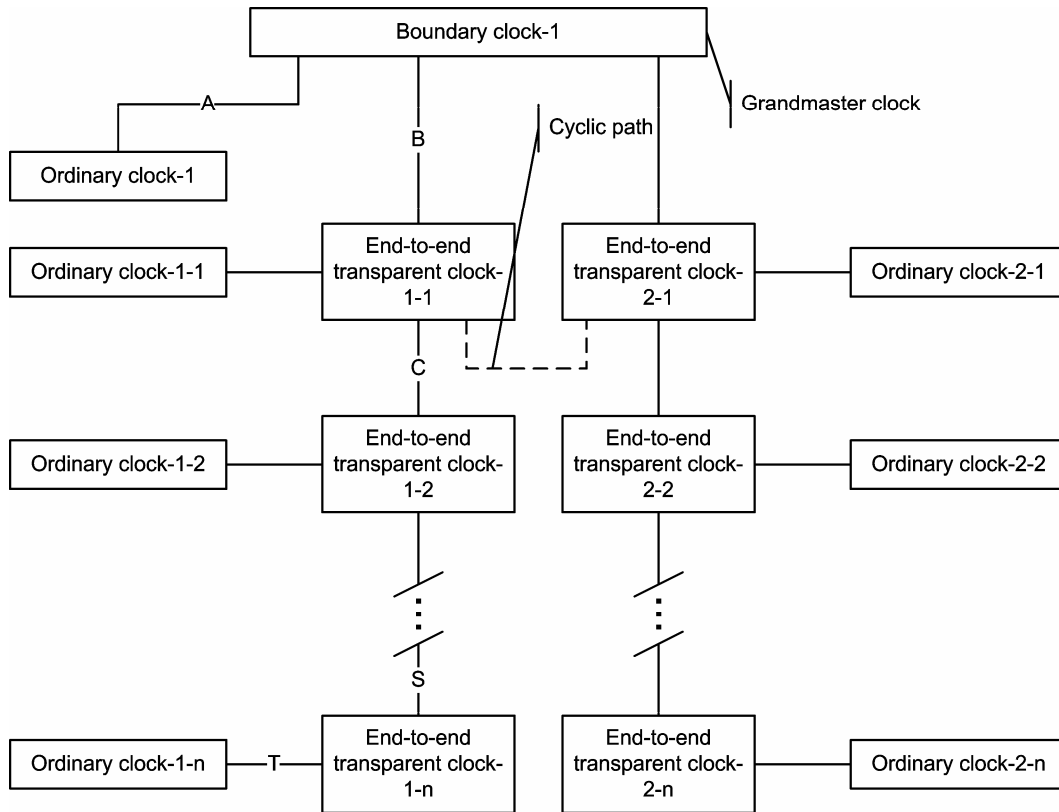 Boundary clock-1
A
Grandmaster clock
B
Cyclic path
Ordinary clock-1
Ordinary clock-1-1
End-to-end
transparent clock-
1-1
End-to-end
transparent clock-
2-1
Ordinary clock-2-1
C
Ordinary clock-1-2
End-to-end
transparent clock-
1-2
End-to-end
transparent clock-
2-2
Ordinary clock-2-2
S
Ordinary clock-1-n
T
End-to-end
transparent clock-
1-n
End-to-end
transparent clock-
2-n
Ordinary clock-2-n